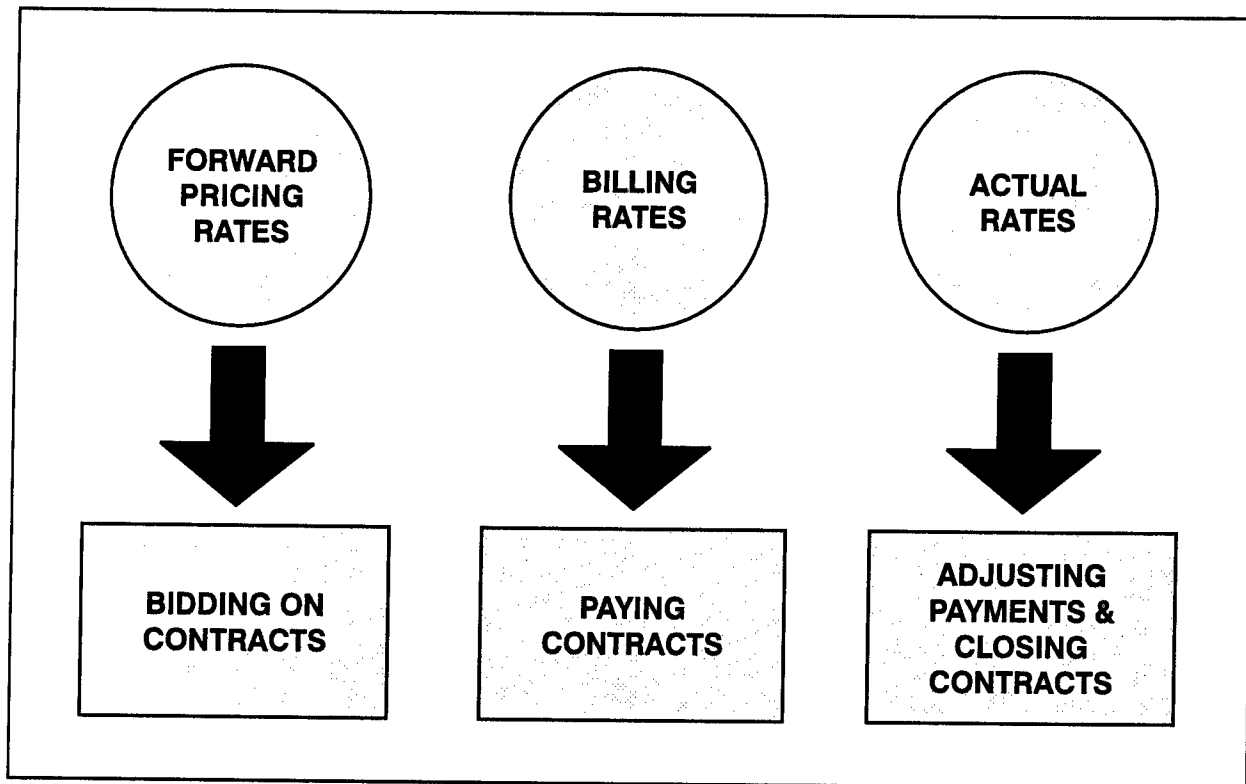 FORWARD
PRICING
RATES
BILLING
RATES
ACTUAL
RATES
BIDDING ON
CONTRACTS
PAYING
CONTRACTS
ADJUSTING
PAYMENTS &
CLOSING
CONTRACTS